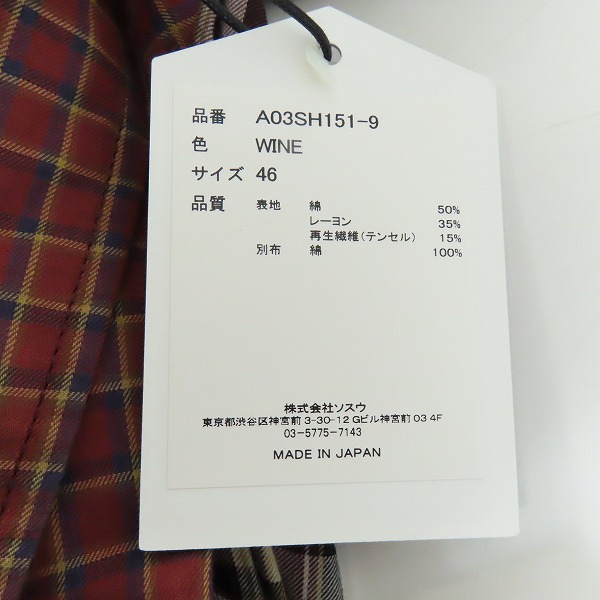 品番 A03SH151-9
色 WINE
サイズ 46
品質 表地 綿 50%
レーヨン 35%
再生繊維(テンセル) 15%
別布 綿 100%
株式会社ソスウ
東京都渋谷区神宮前 3-30-12 Gビル神宮前 03 4F
03-5775-7143
MADE IN JAPAN